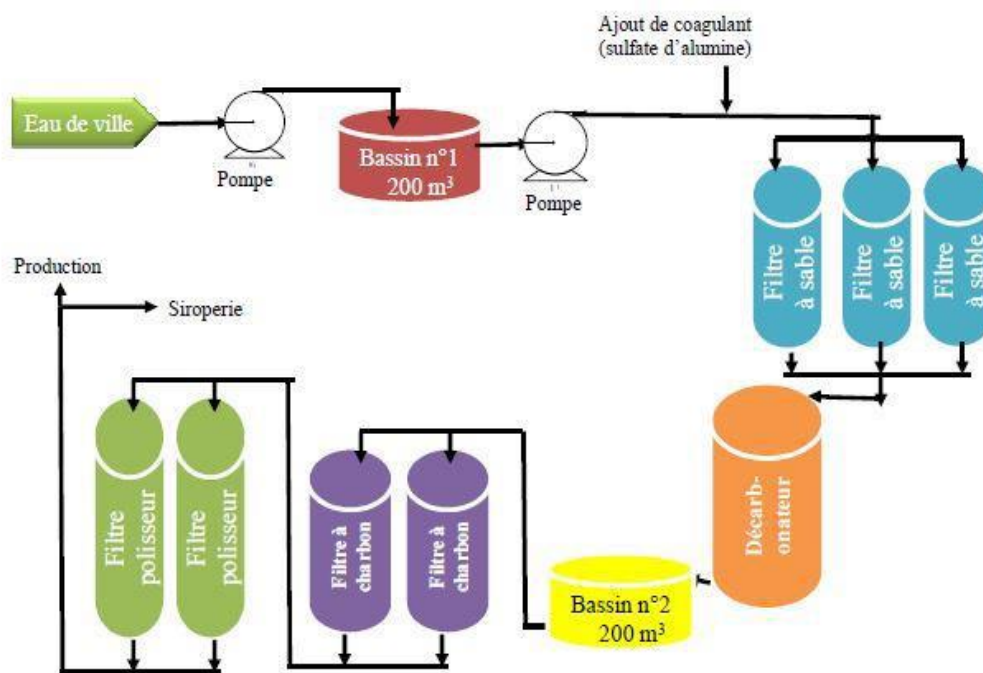 Ajout de coagulant
(sulfate d'alumine)
Eau de ville
Pompe
Bassin n°1
200 m³
Pompe
Filtre
à sable
Filtre
à sable
Filtre
à sable
Production
Siroperie
Filtre
polisseur
Filtre
polisseur
Filtre à
charbon
Filtre à
charbon
Bassin n°2
200 m³
Décarb-
onateur